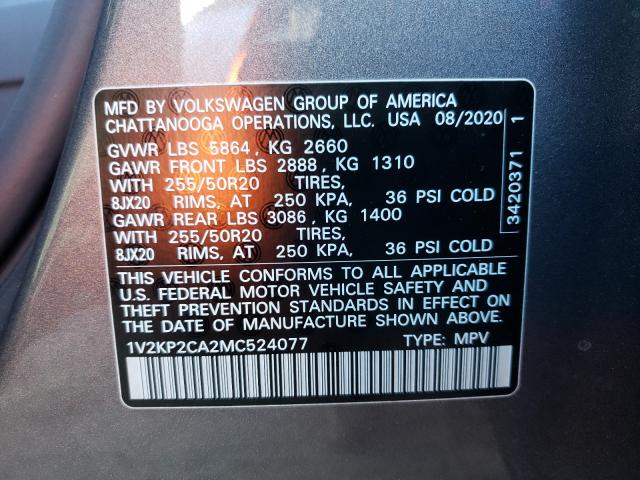 MFD BY VOLKSWAGEN GROUP OF AMERICA
CHATTANOOGA OPERATIONS, LLC. USA 08/2020
GVWR LBS 5864, KG 2660
GAWR FRONT LBS 2888, KG 1310
WITH 255/50R20 TIRES,
8JX20 RIMS, AT 250 KPA, 36 PSI COLD
GAWR REAR LBS 3086, KG 1400
WITH 255/50R20 TIRES,
8JX20 RIMS, AT 250 KPA, 36 PSI COLD
THIS VEHICLE CONFORMS TO ALL APPLICABLE
U.S. FEDERAL MOTOR VEHICLE SAFETY AND
THEFT PREVENTION STANDARDS IN EFFECT ON
THE DATE OF MANUFACTURE SHOWN ABOVE.
1V2KP2CA2MC524077 TYPE: MPV
3420371 1